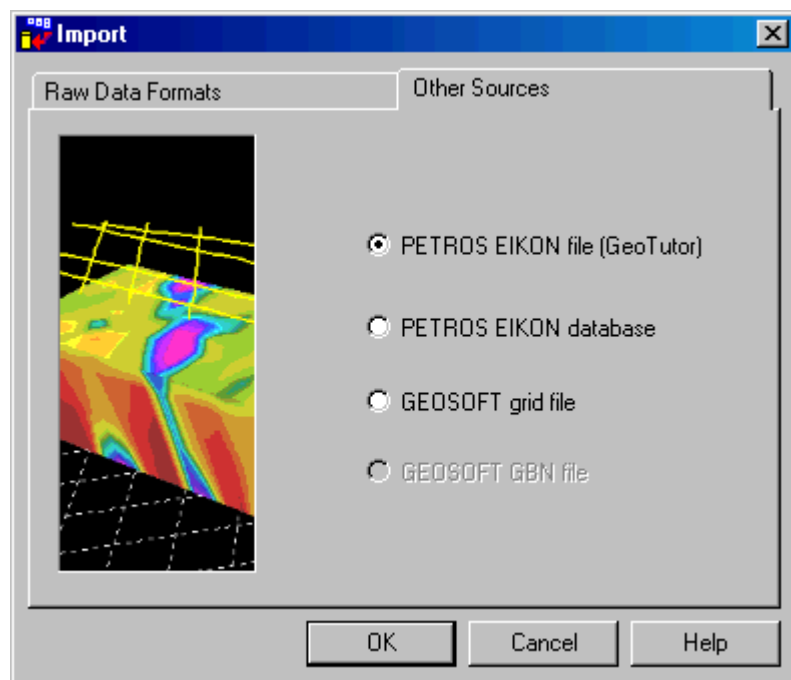 Import
Raw Data Formats
Other Sources
PETROS EIKON file (GeoTutor)
PETROS EIKON database
GEOSOFT grid file
GEOSOFT GBN file
OK
Cancel
Help